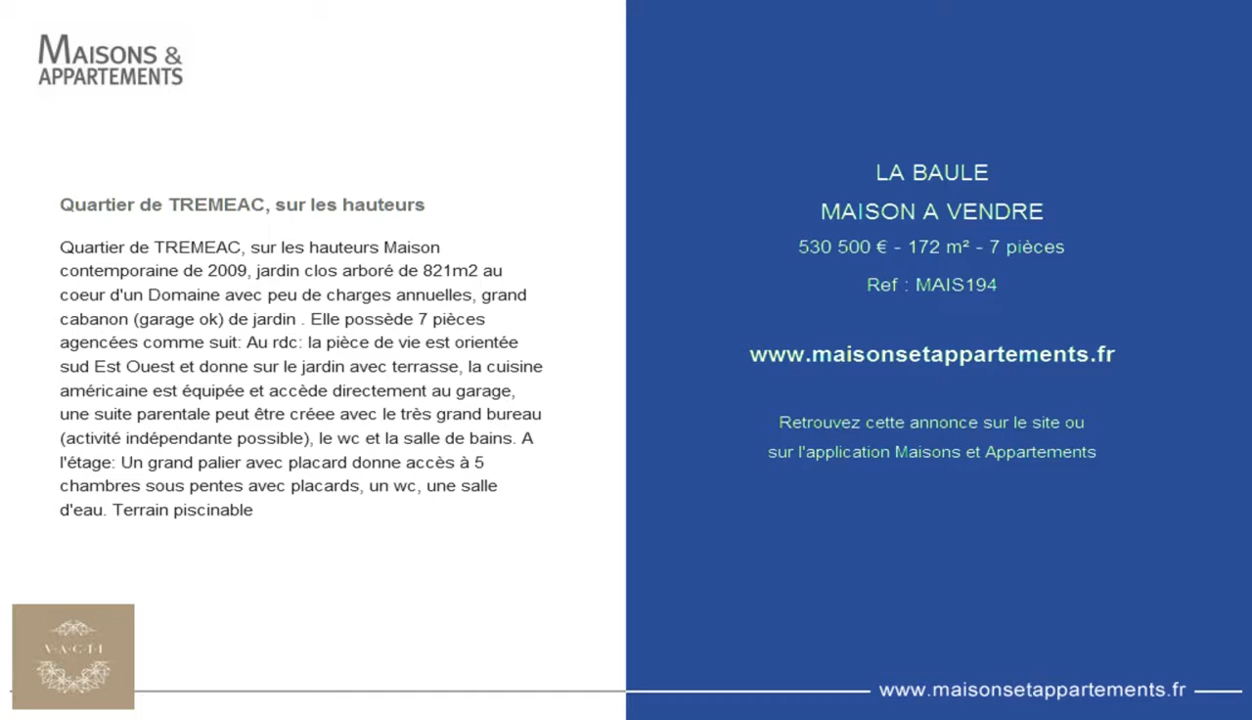 MAISONS &
APPARTEMENTS
Quartier de TREMEAC, sur les hauteurs
Quartier de TREMEAC, sur les hauteurs Maison
contemporaine de 2009, jardin clos arboré de 821m2 au
coeur d'un Domaine avec peu de charges annuelles, grand
cabanon (garage ok) de jardin . Elle possède 7 pièces
agencées comme suit: Au rdc: la pièce de vie est orientée
sud Est Ouest et donne sur le jardin avec terrasse, la cuisine
américaine est équipée et accède directement au garage,
une suite parentale peut être créee avec le très grand bureau
(activité indépendante possible), le wc et la salle de bains. A
l'étage: Un grand palier avec placard donne accès à 5
chambres sous pentes avec placards, un wc, une salle
d'eau. Terrain piscinable
LA BAULE
MAISON A VENDRE
530 500 € - 172 m² - 7 pièces
Ref : MAIS194
www.maisonsetappartements.fr
Retrouvez cette annonce sur le site ou
sur l'application Maisons et Appartements
www.maisonsetappartements.fr